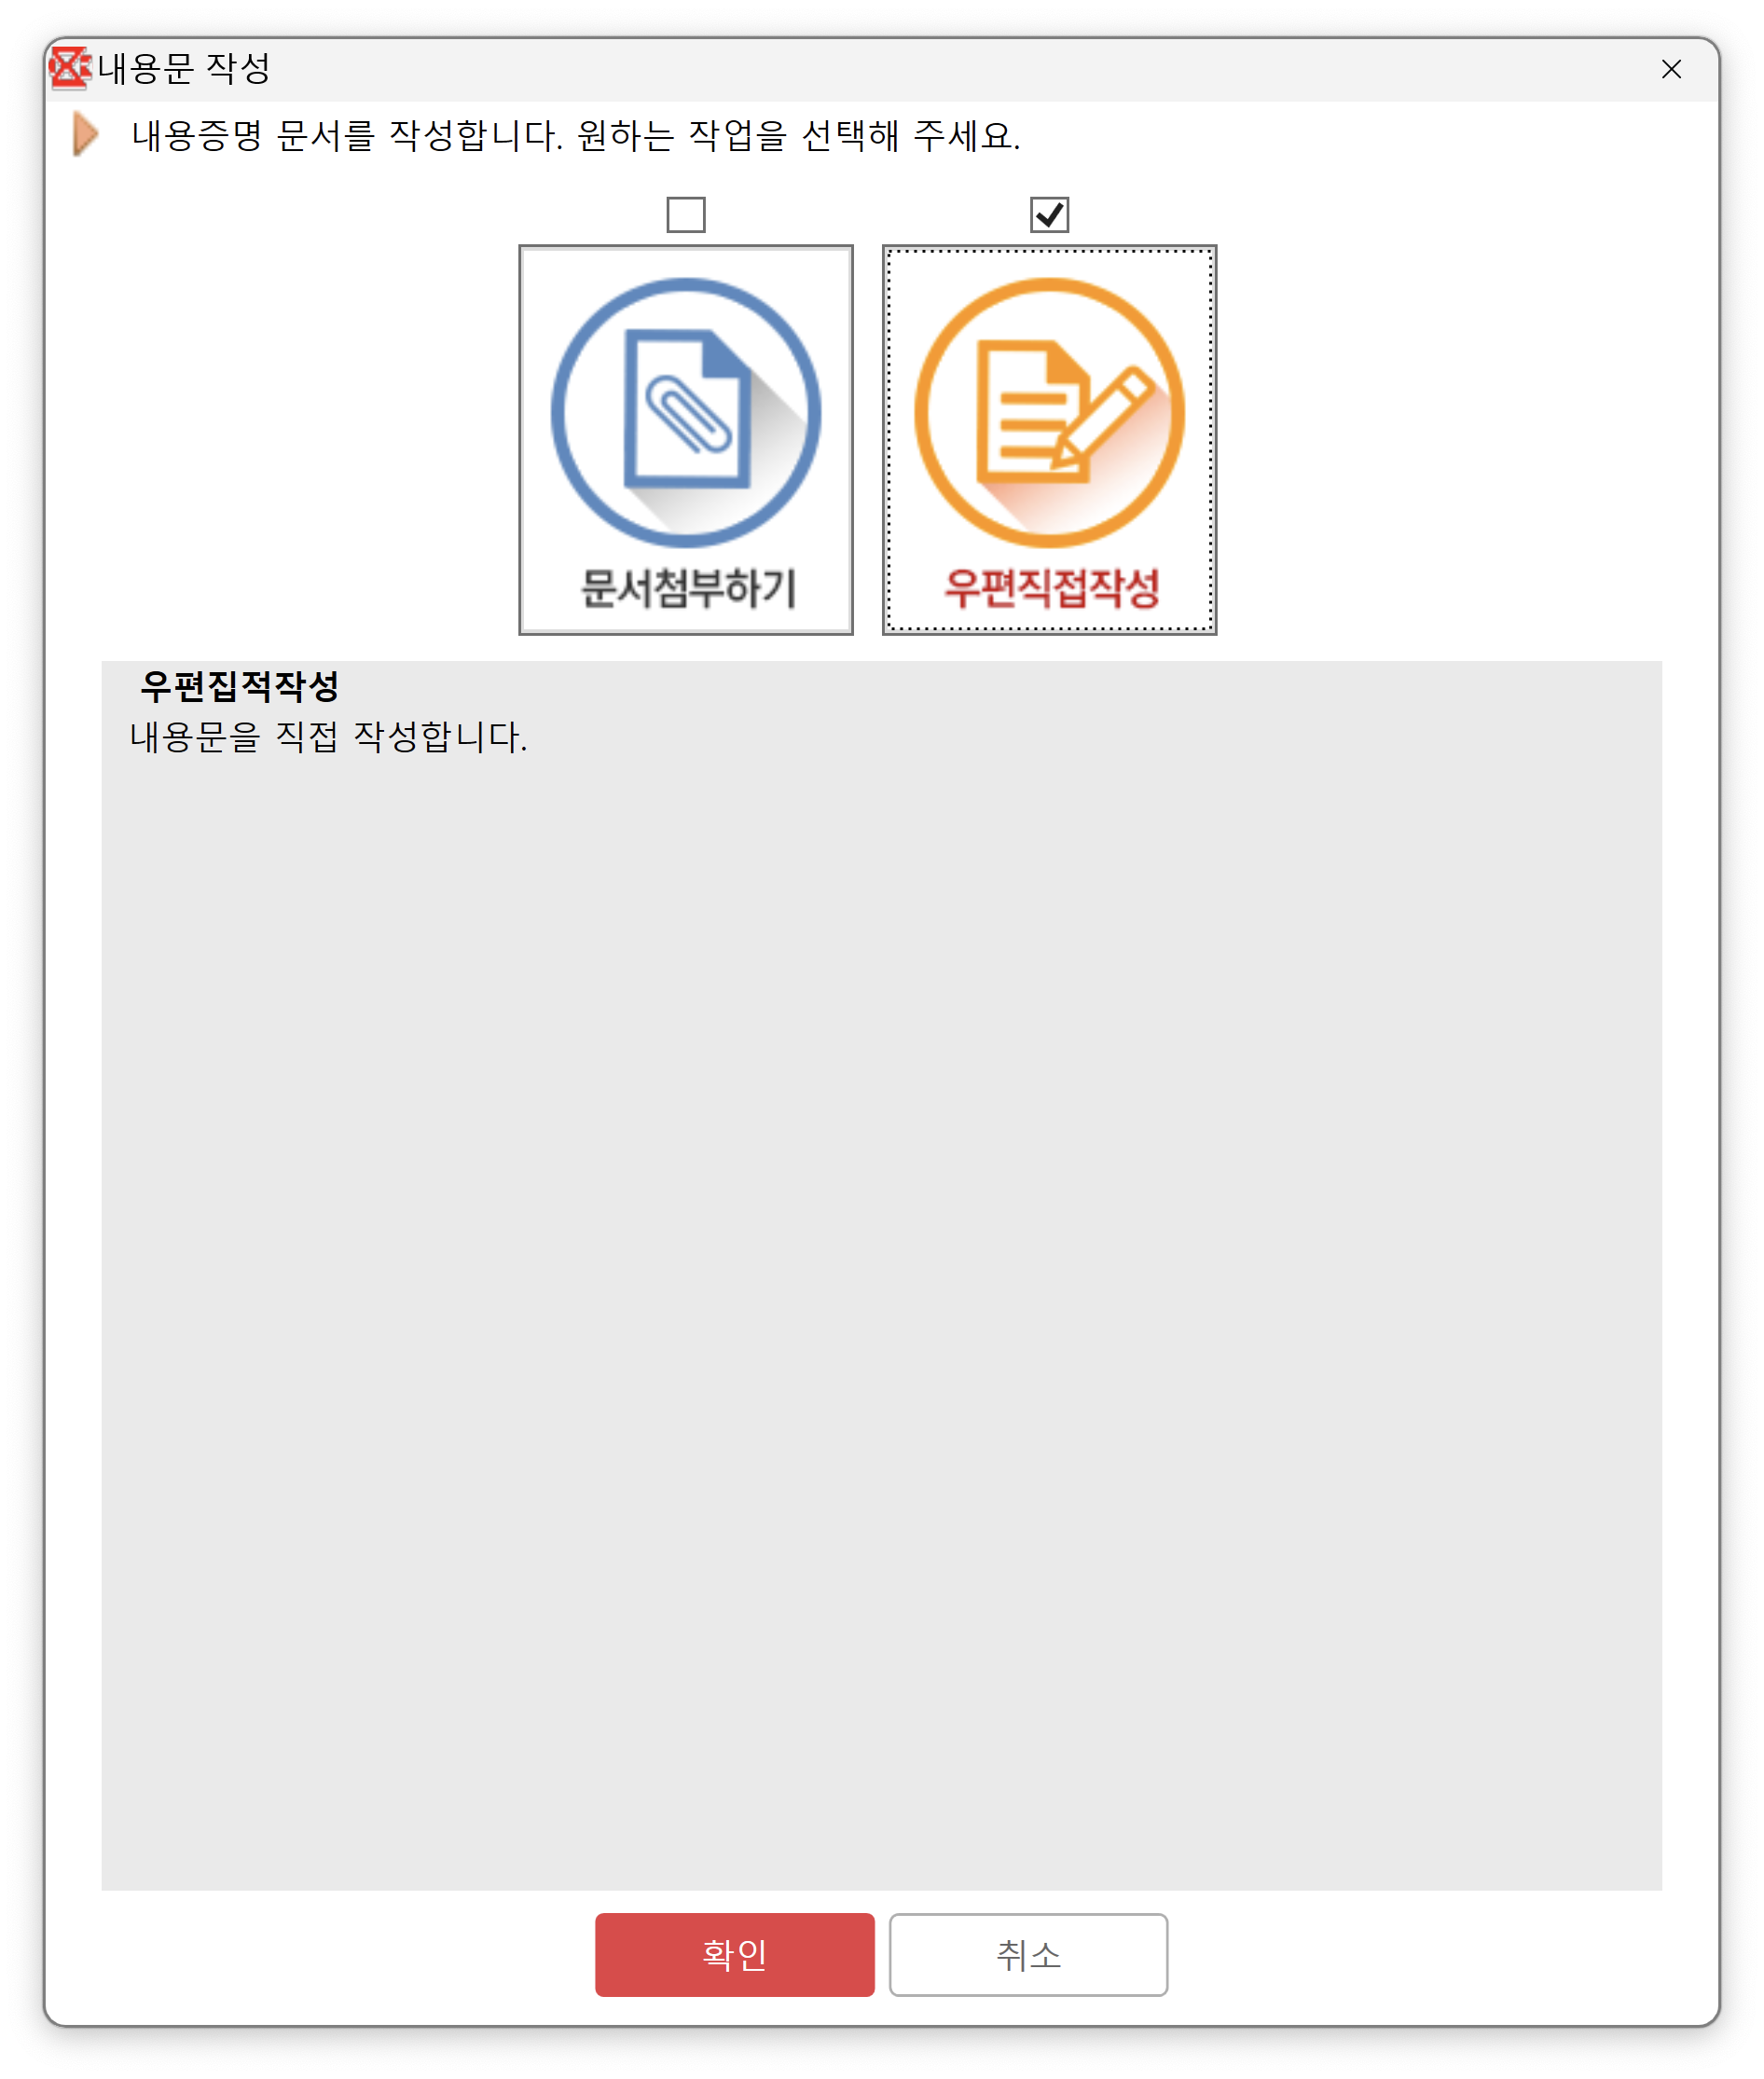 내용문 작성
내용증명 문서를 작성합니다. 원하는 작업을 선택해 주세요.
문서첨부하기
우편직접작성
우편집적작성
내용문을 직접 작성합니다.
확인
취소